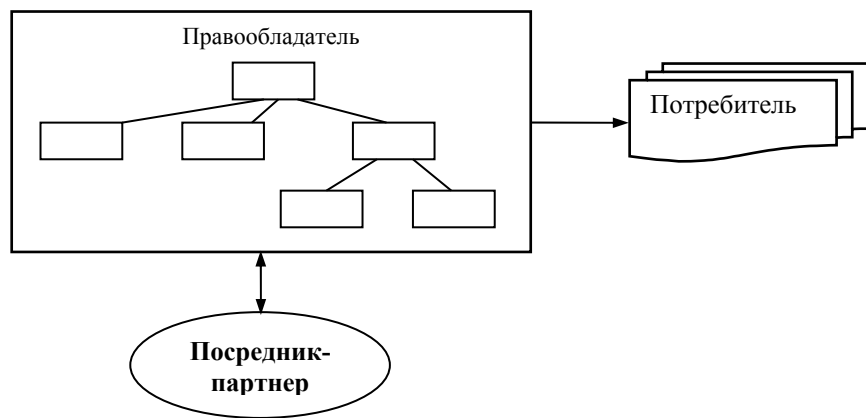 Правообладатель
Потребитель
Посредник-
партнер